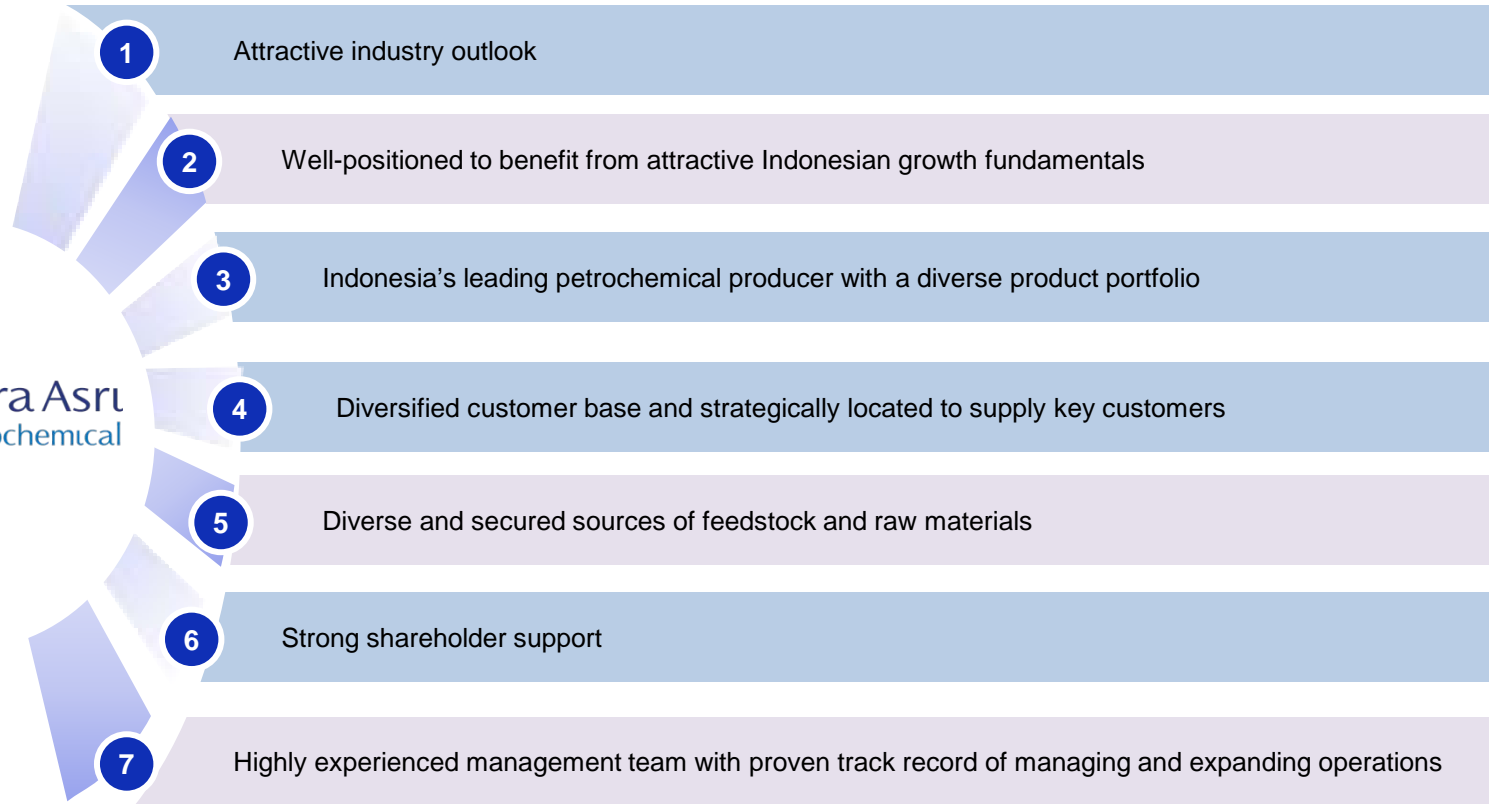 1
Attractive industry outlook
2
Well-positioned to benefit from attractive Indonesian growth fundamentals
3
Indonesia’s leading petrochemical producer with a diverse product portfolio
ra Asri
ochemical
4
Diversified customer base and strategically located to supply key customers
5
Diverse and secured sources of feedstock and raw materials
6
Strong shareholder support
7
Highly experienced management team with proven track record of managing and expanding operations